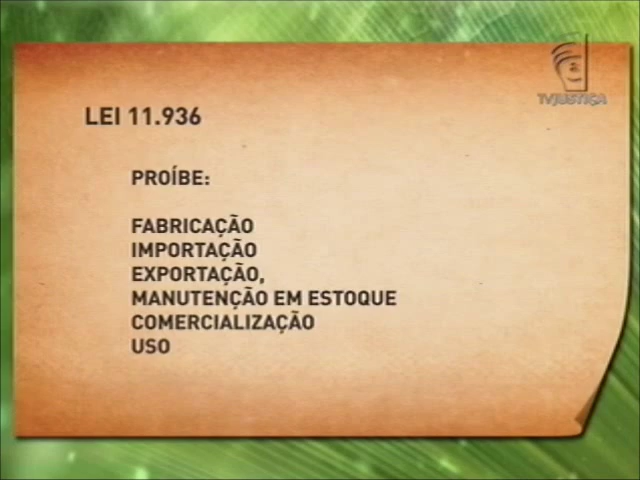 TVJUSTIÇA
LEI 11.936
PROÍBE:
FABRICAÇÃO
IMPORTAÇÃO
EXPORTAÇÃO,
MANUTENÇÃO EM ESTOQUE
COMERCIALIZAÇÃO
USO